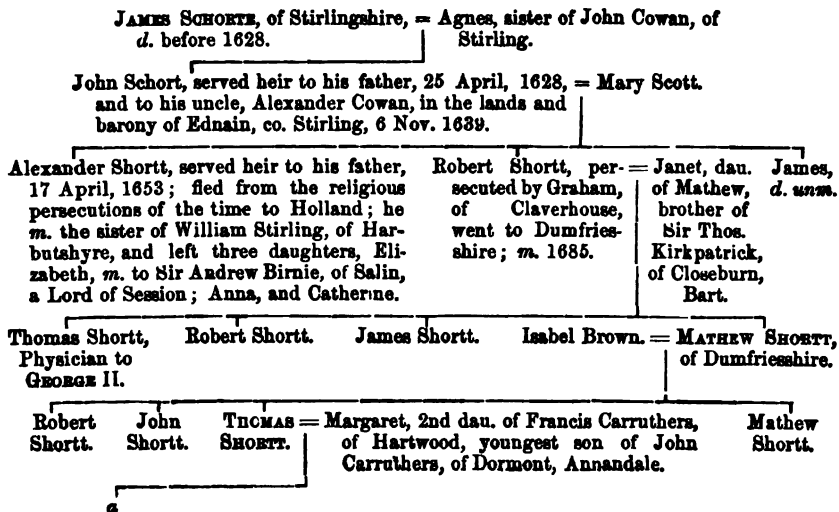 JAMES SCHORTE, of Stirlingshire, = Agnes, sister of John Cowan, of
d. before 1628. Stirling.
John Schort, served heir to his father, 25 April, 1628, = Mary Scott.
and to his uncle, Alexander Cowan, in the lands and
barony of Ednain, co. Stirling, 6 Nov. 1639.
Alexander Shortt, served heir to his father,
17 April, 1653; fled from the religious
persecutions of the time to Holland; he
m. the sister of William Stirling, of Har-
butshyre, and left three daughters, Eli-
zabeth, m. to Sir Andrew Birnie, of Salin,
a Lord of Session; Anna, and Catherine.
Robert Shortt, per-
secuted by Graham,
of Claverhouse,
went to Dumfries-
shire; m. 1685.
= Janet, dau.
of Mathew,
brother of
Sir Thos.
Kirkpatrick,
of Closeburn,
Bart.
James,
d. unm.
Thomas Shortt,
Physician to
GEORGE II.
Robert Shortt.
James Shortt.
Isabel Brown. = MATHEW SHORTT,
of Dumfriesshire.
Robert
Shortt.
John
Shortt.
THOMAS
SHORTT.
= Margaret, 2nd dau. of Francis Carruthers,
of Hartwood, youngest son of John
Carruthers, of Dormont, Annandale.
Mathew
Shortt.
a